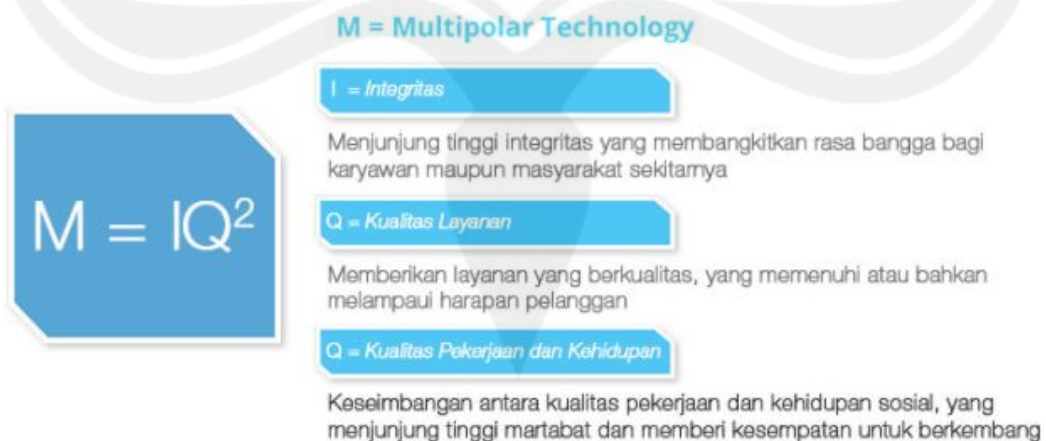 M = Multipolar Technology
M = IQ²
I = Integritas
Menjunjung tinggi integritas yang membangkitkan rasa bangga bagi
karyawan maupun masyarakat sekitarnya
Q = Kualitas Layanan
Memberikan layanan yang berkualitas, yang memenuhi atau bahkan
melampaui harapan pelanggan
Q = Kualitas Pekerjaan dan Kehidupan
Keseimbangan antara kualitas pekerjaan dan kehidupan sosial, yang
menjunjung tinggi martabat dan memberi kesempatan untuk berkembang